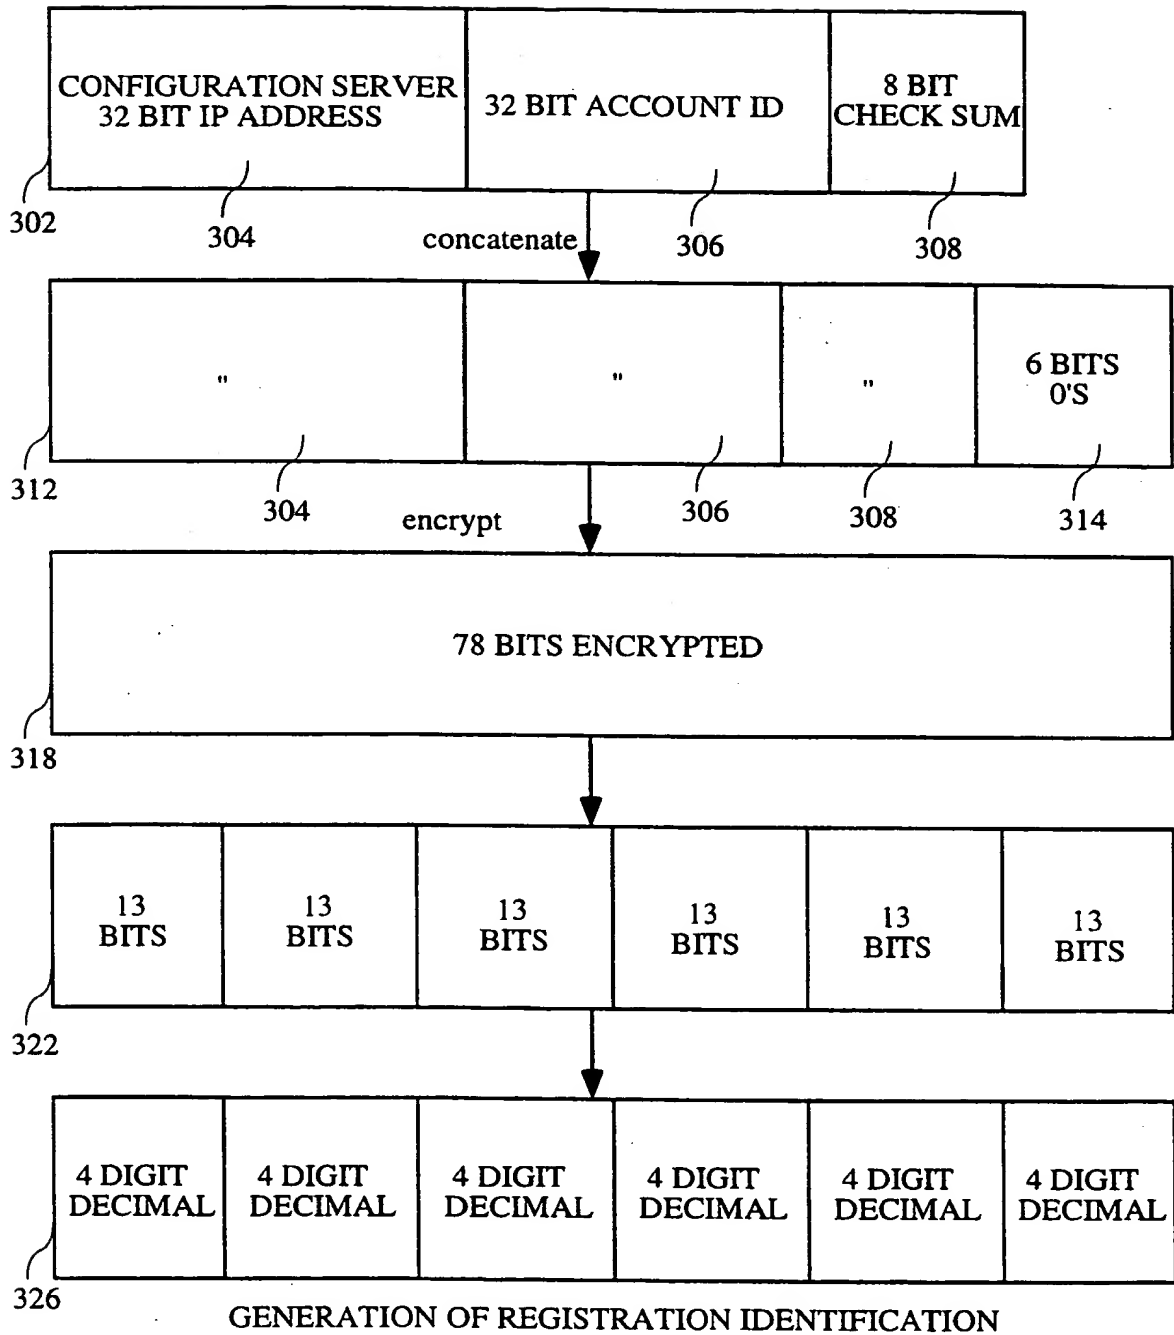 CONFIGURATION SERVER
32 BIT IP ADDRESS
32 BIT ACCOUNT ID
8 BIT
CHECK SUM
302
304
concatenate
306
308
"
"
"
6 BITS
0'S
312
304
encrypt
306
308
314
78 BITS ENCRYPTED
318
13
BITS
13
BITS
13
BITS
13
BITS
13
BITS
13
BITS
322
4 DIGIT
DECIMAL
4 DIGIT
DECIMAL
4 DIGIT
DECIMAL
4 DIGIT
DECIMAL
4 DIGIT
DECIMAL
4 DIGIT
DECIMAL
326
GENERATION OF REGISTRATION IDENTIFICATION